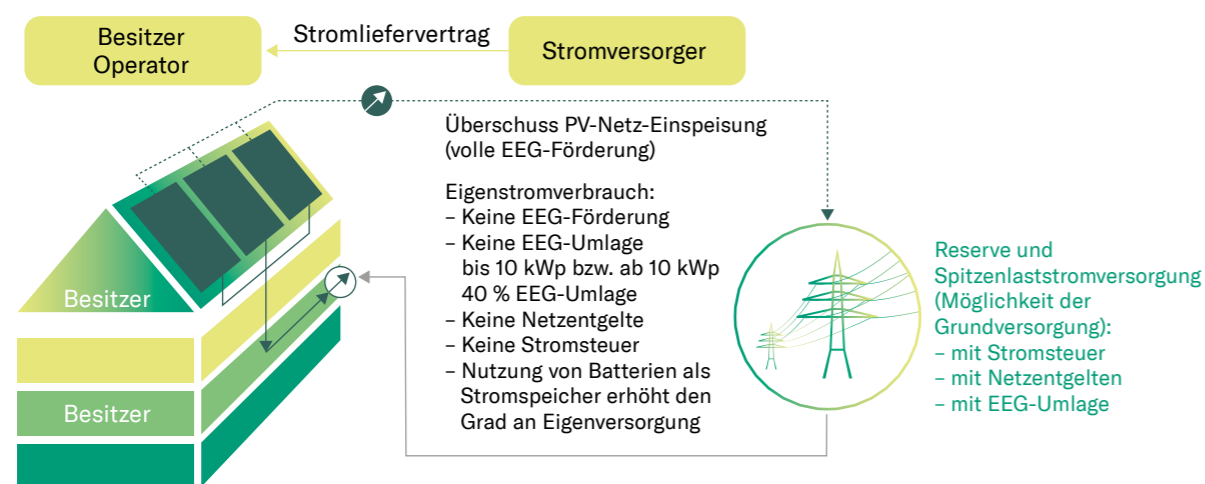 Besitzer
Operator
Stromliefervertrag
Stromversorger
Überschuss PV-Netz-Einspeisung
(volle EEG-Förderung)
Eigenstromverbrauch:
– Keine EEG-Förderung
– Keine EEG-Umlage
bis 10 kWp bzw. ab 10 kWp
40 % EEG-Umlage
– Keine Netzentgelte
– Keine Stromsteuer
– Nutzung von Batterien als
Stromspeicher erhöht den
Grad an Eigenversorgung
Besitzer
Besitzer
Reserve und
Spitzenlaststromversorgung
(Möglichkeit der
Grundversorgung):
– mit Stromsteuer
– mit Netzentgelten
– mit EEG-Umlage